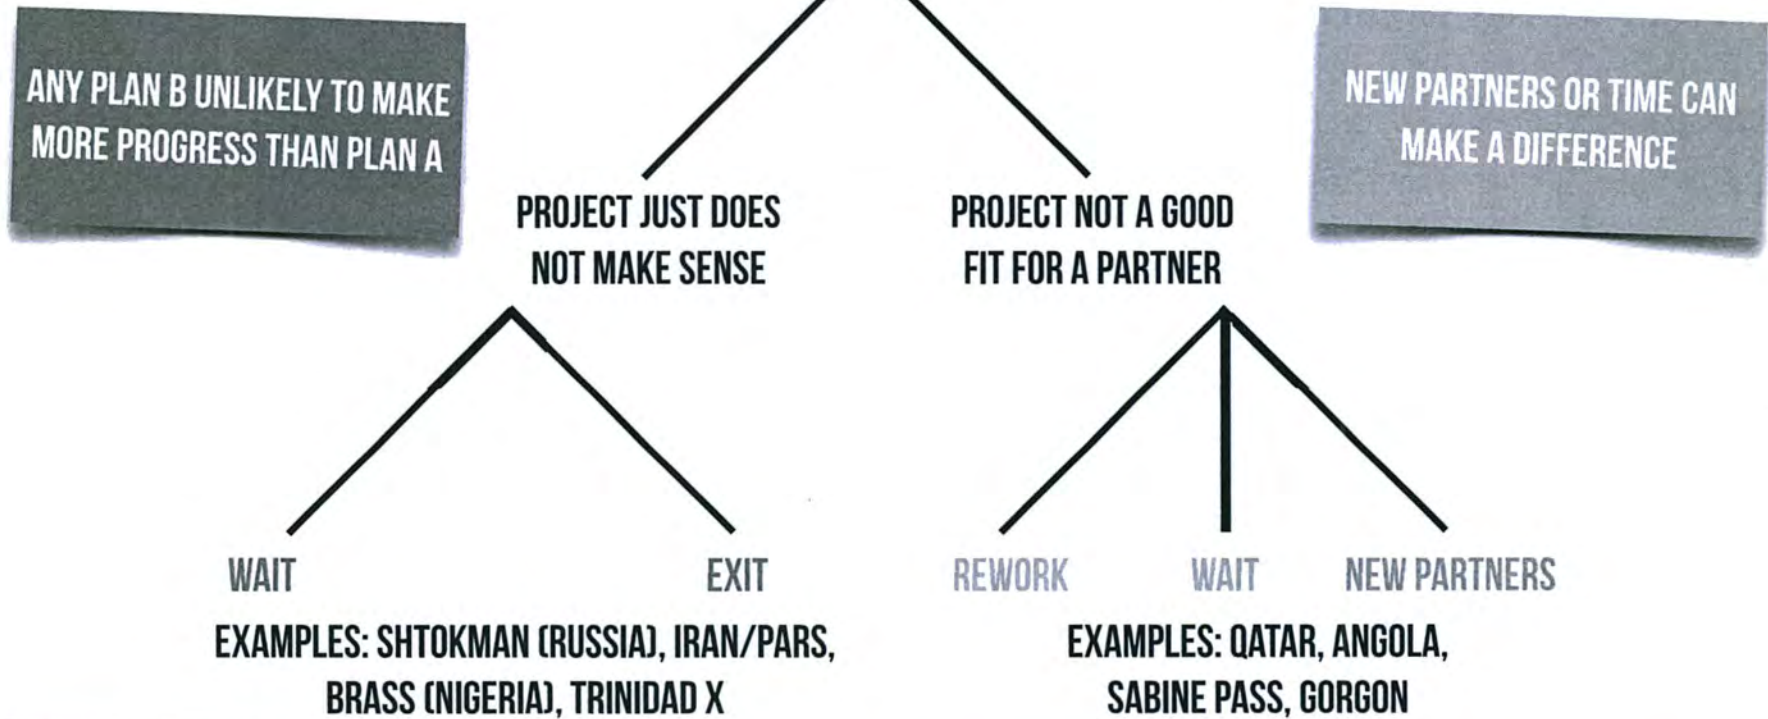 ANY PLAN B UNLIKELY TO MAKE
MORE PROGRESS THAN PLAN A
NEW PARTNERS OR TIME CAN
MAKE A DIFFERENCE
PROJECT JUST DOES
NOT MAKE SENSE
PROJECT NOT A GOOD
FIT FOR A PARTNER
WAIT
EXIT
REWORK
WAIT
NEW PARTNERS
EXAMPLES: SHTOKMAN (RUSSIA), IRAN/PARS,
BRASS (NIGERIA), TRINIDAD X
EXAMPLES: QATAR, ANGOLA,
SABINE PASS, GORGON